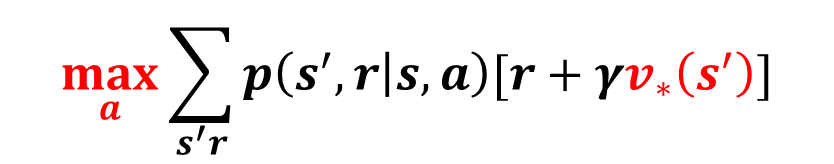 max ∑ p(s′, r|s, a)[r + γv∗(s′)]
a s′r